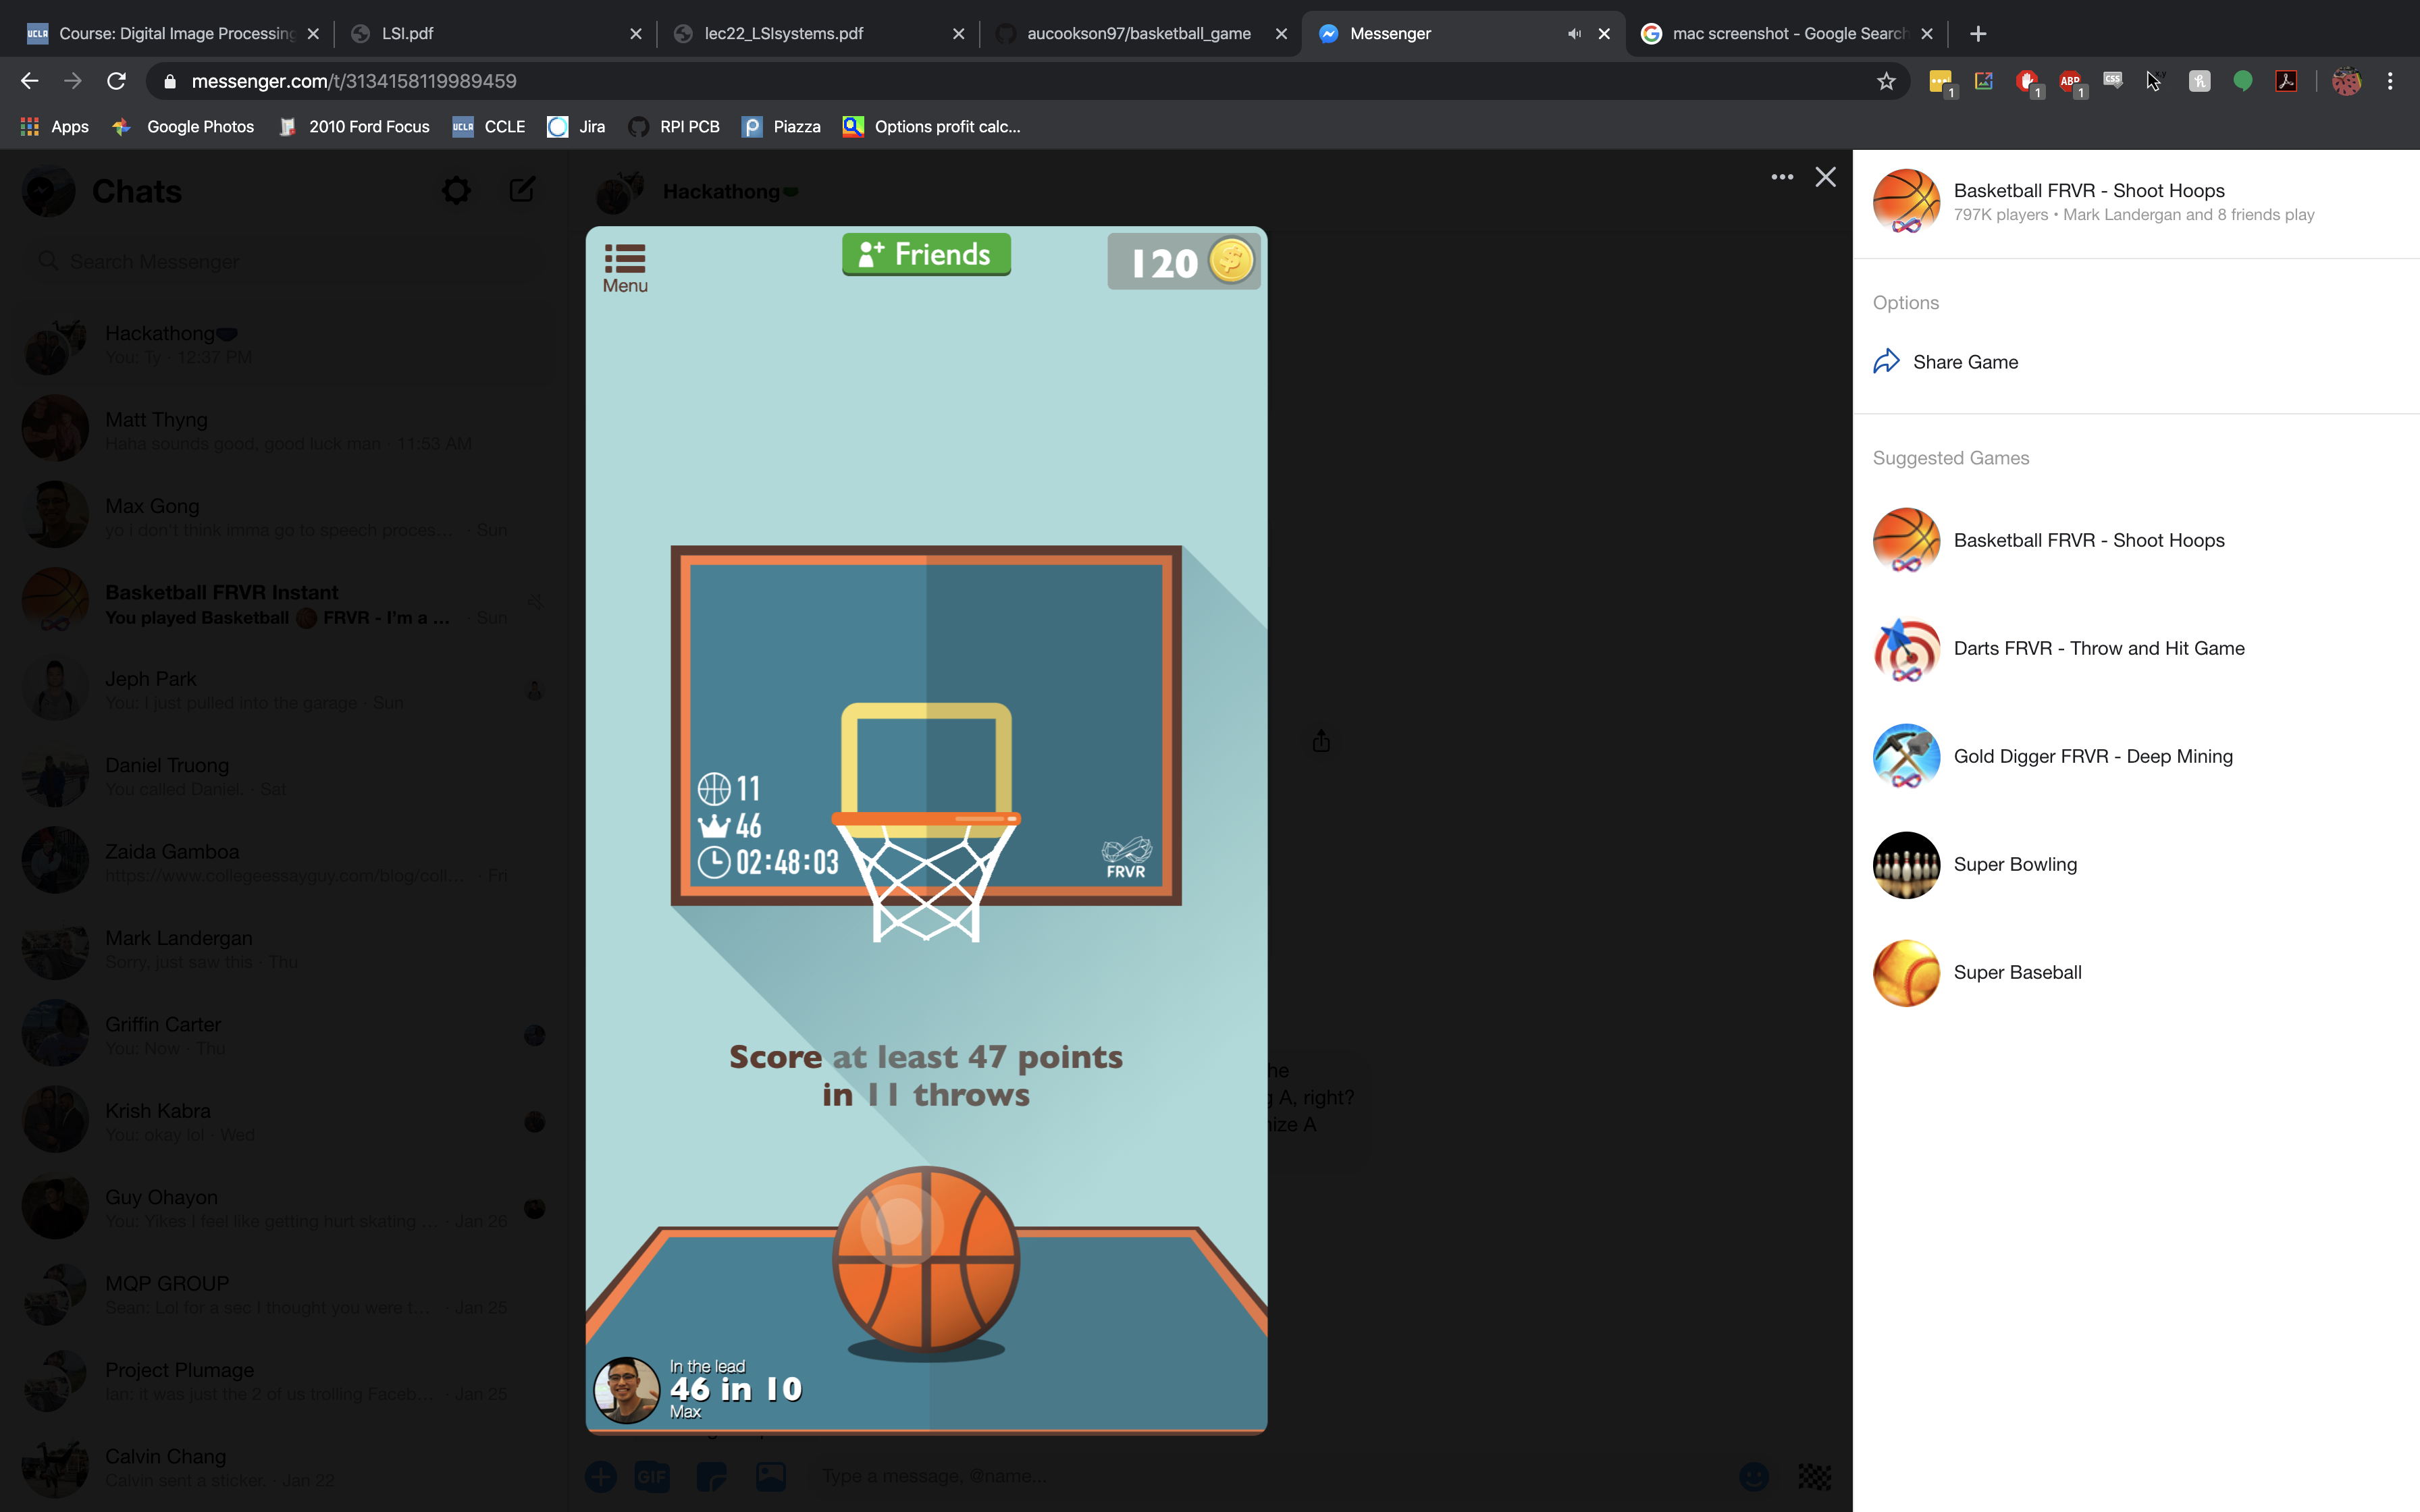 Course: Digital Image Processing
LSI.pdf
lec22_LSIsystems.pdf
aucookson97/basketball_game
Messenger
mac screenshot - Google Search
messenger.com/t/3134158119989459
1
1
ABP
1
CSS
Apps
Google Photos
2010 Ford Focus
UCLA
CCLE
Jira
RPI PCB
Piazza
Options profit calc...
Chats
Search Messenger
Hackathong
You: Ty · 12:37 PM
Matt Thyng
Haha sounds good, good luck man · 11:53 AM
Max Gong
yo i don't think imma go to speech proces... · Sun
Basketball FRVR Instant
You played Basketball 🏀 FRVR - I'm a ... · Sun
Jeph Park
You: I just pulled into the garage · Sun
Daniel Truong
You called Daniel. · Sat
Zaida Gamboa
https://www.collegeessayguy.com/blog/coll... · Fri
Mark Landergan
Sorry, just saw this · Thu
Griffin Carter
You: Now · Thu
Krish Kabra
You: okay lol · Wed
Guy Ohayon
You: Yikes I feel like getting hurt skating ... · Jan 26
MQP GROUP
Sean: Lol for a sec I thought you were t... · Jan 25
Project Plumage
Ian: it was just the 2 of us trolling Faceb... · Jan 25
Calvin Chang
Calvin sent a sticker. · Jan 22
Hackathong
Menu
Friends
120
11
46
02:48:03
FRVR
Score at least 47 points
in 11 throws
In the lead
46 in 10
Max
he
g A, right?
ize A
GIF
Type a message, @name...
Basketball FRVR - Shoot Hoops
797K players • Mark Landergan and 8 friends play
Options
Share Game
Suggested Games
Basketball FRVR - Shoot Hoops
Darts FRVR - Throw and Hit Game
Gold Digger FRVR - Deep Mining
Super Bowling
Super Baseball